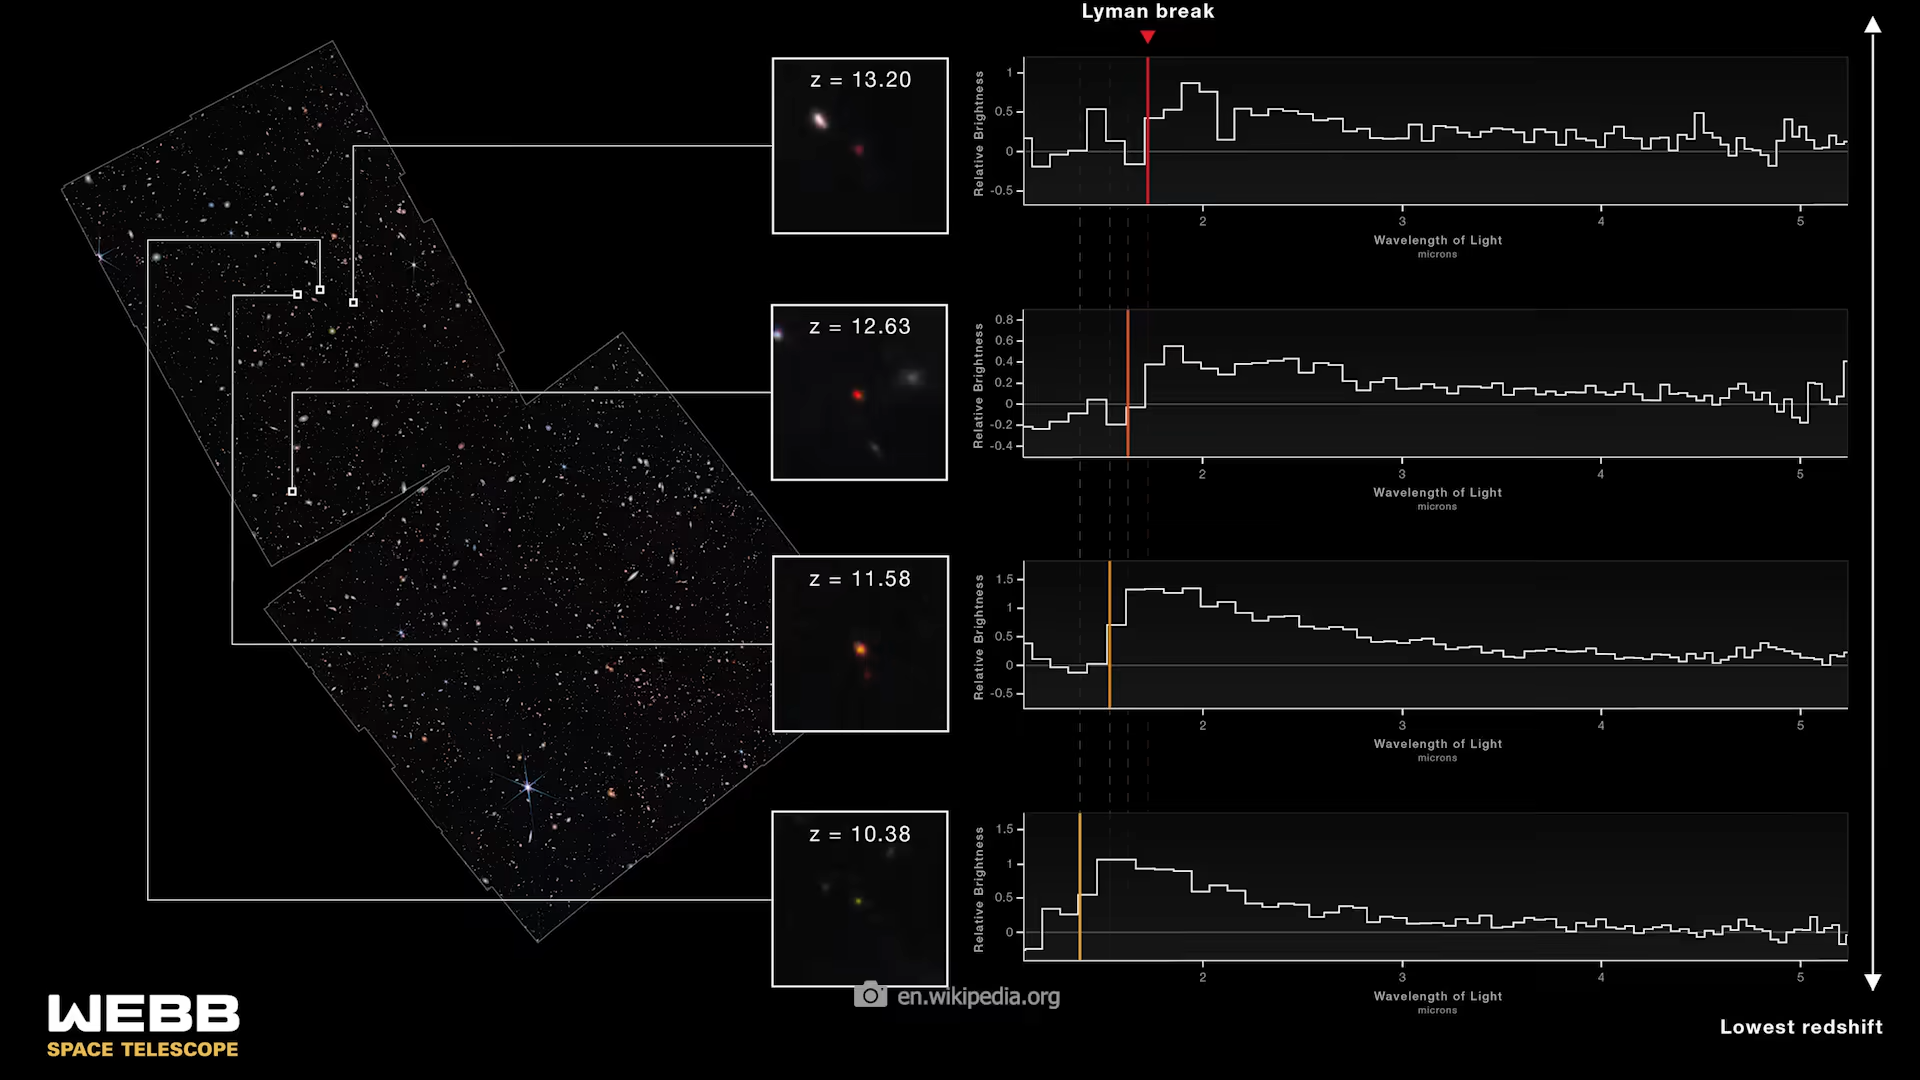 Lyman break
z = 13.20
Relative Brightness
1
0.5
0
-0.5
2
3
4
5
Wavelength of Light
microns
z = 12.63
Relative Brightness
0.8
0.6
0.4
0.2
0
-0.2
-0.4
2
3
4
5
Wavelength of Light
microns
z = 11.58
Relative Brightness
1.5
1
0.5
0
-0.5
2
3
4
5
Wavelength of Light
microns
z = 10.38
Relative Brightness
1.5
1
0.5
0
2
3
4
5
Wavelength of Light
microns
Lowest redshift
en.wikipedia.org
WEBB
SPACE TELESCOPE